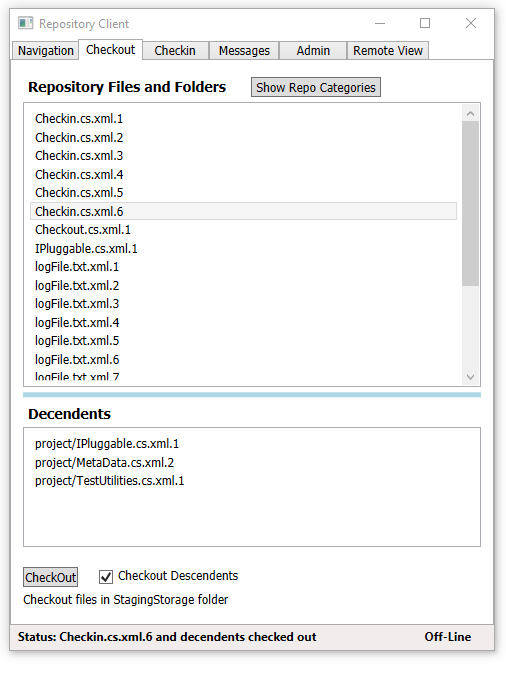 Repository Client
Navigation Checkout Checkin Messages Admin Remote View
Repository Files and Folders Show Repo Categories
Checkin.cs.xml.1
Checkin.cs.xml.2
Checkin.cs.xml.3
Checkin.cs.xml.4
Checkin.cs.xml.5
Checkin.cs.xml.6
Checkout.cs.xml.1
IPluggable.cs.xml.1
logFile.txt.xml.1
logFile.txt.xml.2
logFile.txt.xml.3
logFile.txt.xml.4
logFile.txt.xml.5
logFile.txt.xml.6
logFile.txt.xml.7
Decendents
project/IPluggable.cs.xml.1
project/MetaData.cs.xml.2
project/TestUtilities.cs.xml.1
CheckOut Checkout Descendents
Checkout files in StagingStorage folder
Status: Checkin.cs.xml.6 and decendents checked out Off-Line